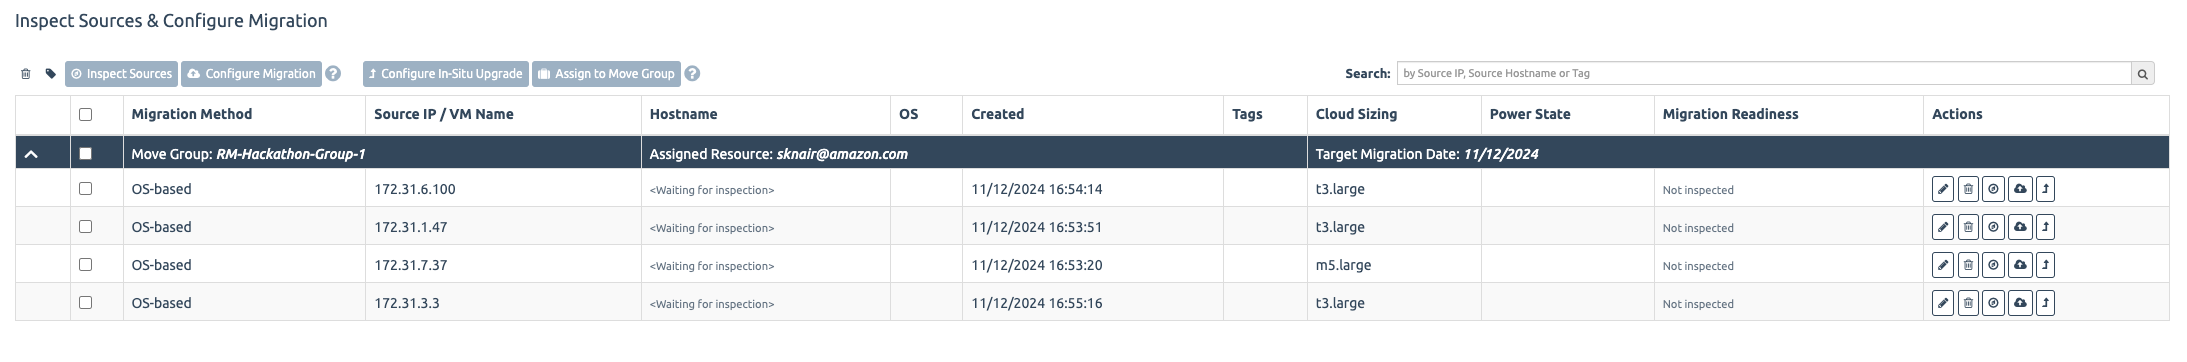 Inspect Sources & Configure Migration
Inspect Sources Configure Migration ? Configure In-Situ Upgrade Assign to Move Group ? Search: by Source IP, Source Hostname or Tag
Migration Method Source IP / VM Name Hostname OS Created Tags Cloud Sizing Power State Migration Readiness Actions
Move Group: RM-Hackathon-Group-1 Assigned Resource: sknair@amazon.com Target Migration Date: 11/12/2024
OS-based 172.31.6.100 <Waiting for inspection> 11/12/2024 16:54:14 t3.large Not inspected
OS-based 172.31.1.47 <Waiting for inspection> 11/12/2024 16:53:51 t3.large Not inspected
OS-based 172.31.7.37 <Waiting for inspection> 11/12/2024 16:53:20 m5.large Not inspected
OS-based 172.31.3.3 <Waiting for inspection> 11/12/2024 16:55:16 t3.large Not inspected